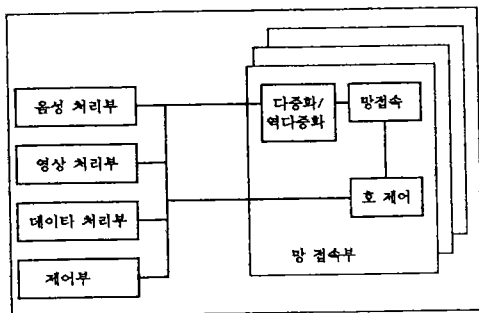 음성 처리부
영상 처리부
데이타 처리부
제어부
다중화/
역다중화
망접속
호 제어
망 접속부